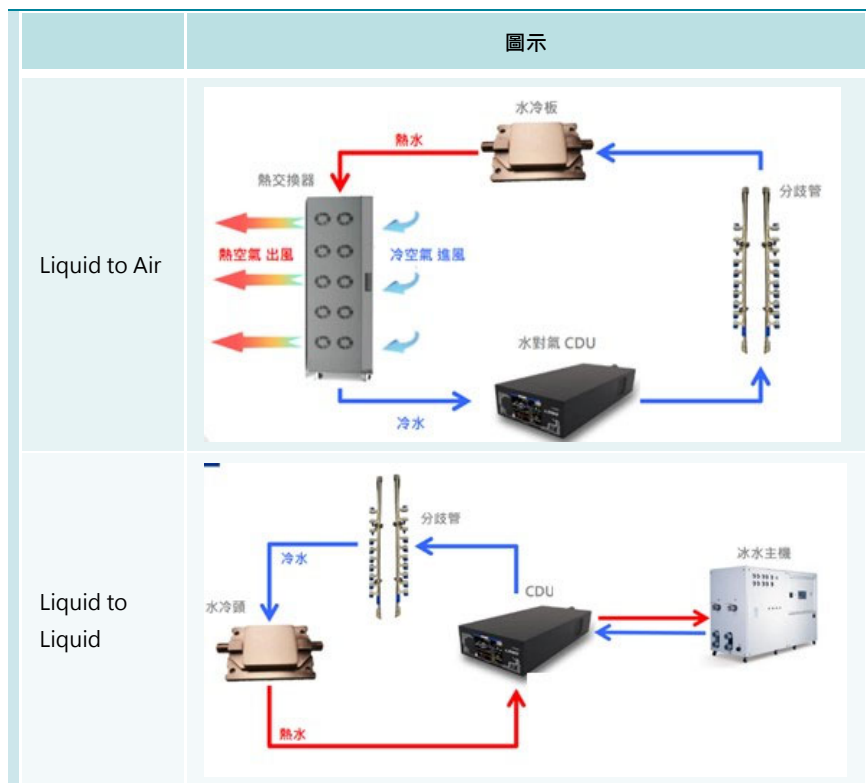 圖示
Liquid to Air
水冷板
熱水
熱交換器
分歧管
熱空氣 出風
冷空氣 進風
水對氣 CDU
冷水
Liquid to
Liquid
分歧管
冷水
冰水主機
CDU
水冷頭
熱水